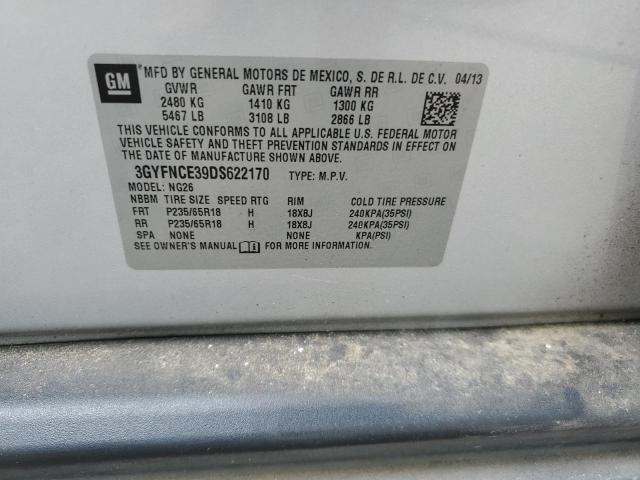 GM MFD BY GENERAL MOTORS DE MEXICO, S. DE R.L. DE C.V. 04/13
GVWR GAWR FRT GAWR RR
2480 KG 1410 KG 1300 KG
5467 LB 3108 LB 2866 LB
THIS VEHICLE CONFORMS TO ALL APPLICABLE U.S. FEDERAL MOTOR
VEHICLE SAFETY AND THEFT PREVENTION STANDARDS IN EFFECT ON
THE DATE OF MANUFACTURE SHOWN ABOVE.
3GYFNCE39DS622170 TYPE: M.P.V.
MODEL: NG26
NBBM TIRE SIZE SPEED RTG RIM COLD TIRE PRESSURE
FRT P235/65R18 H 18X8J 240KPA(35PSI)
RR P235/65R18 H 18X8J 240KPA(35PSI)
SPA NONE NONE KPA(PSI)
SEE OWNER'S MANUAL i FOR MORE INFORMATION.